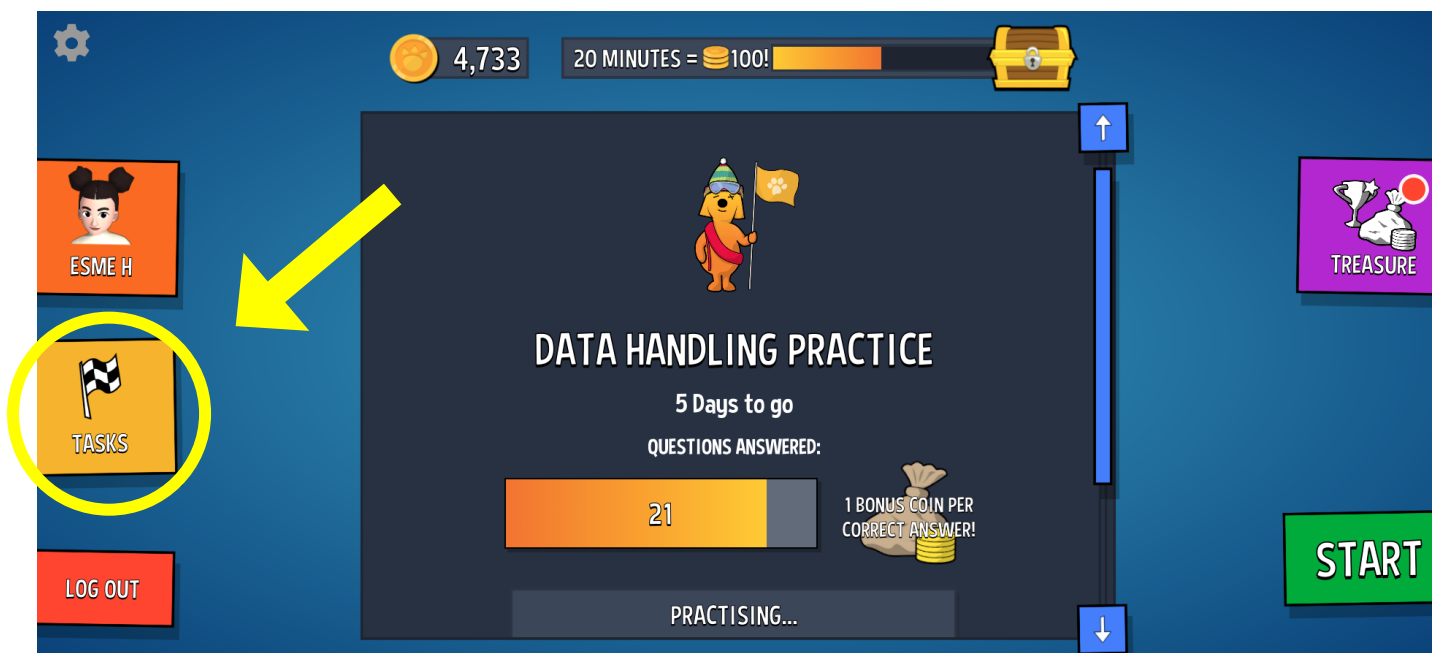 4,733
20 MINUTES = 100!
ESME H
TASKS
LOG OUT
DATA HANDLING PRACTICE
5 Days to go
QUESTIONS ANSWERED:
21
1 BONUS COIN PER
CORRECT ANSWER!
PRACTISING...
TREASURE
START